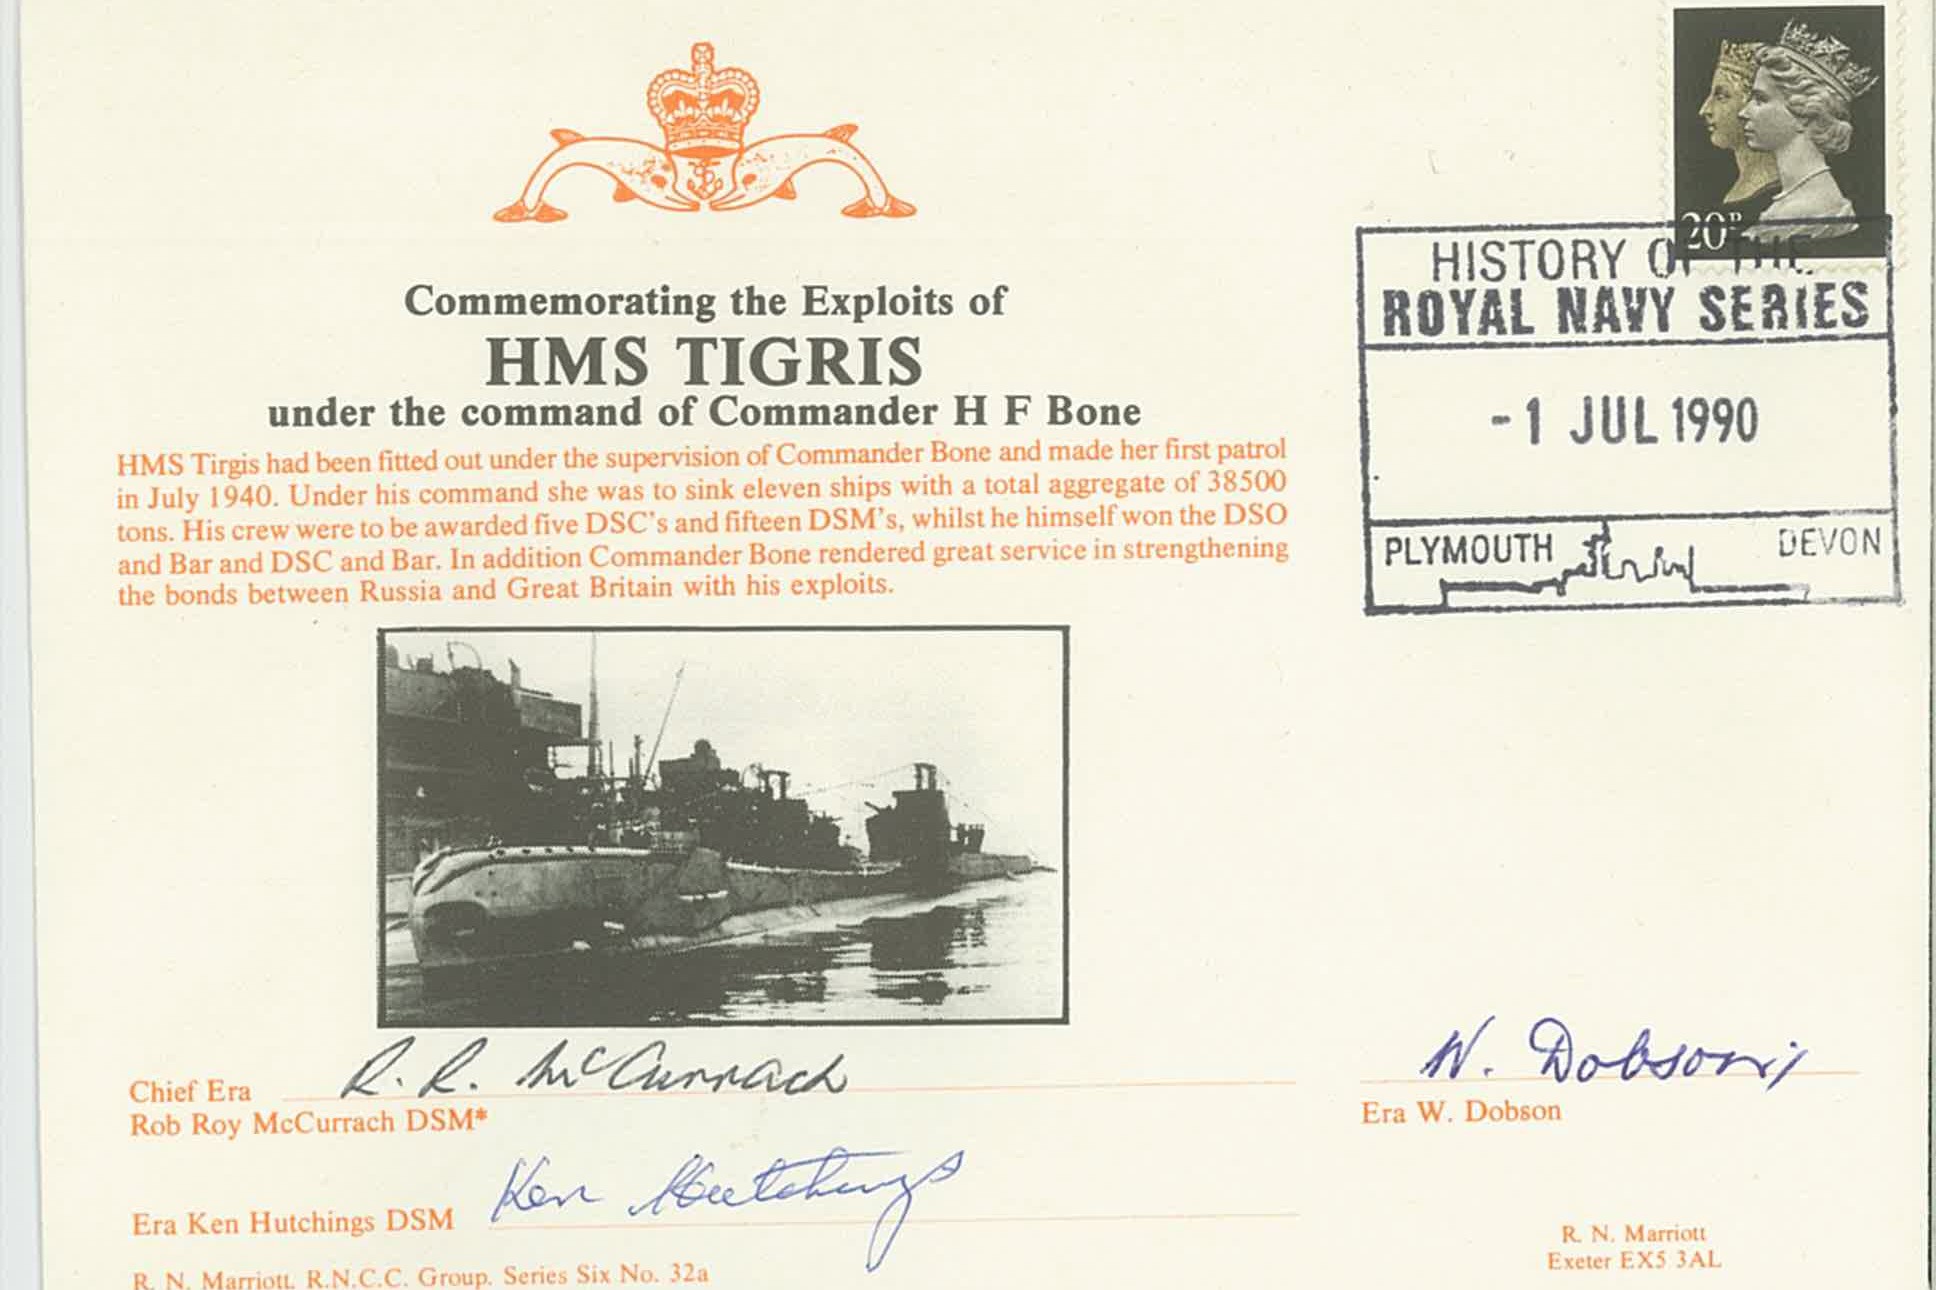 Commemorating the Exploits of
HMS TIGRIS
under the command of Commander H F Bone
HMS Tirgis had been fitted out under the supervision of Commander Bone and made her first patrol
in July 1940. Under his command she was to sink eleven ships with a total aggregate of 38500
tons. His crew were to be awarded five DSC's and fifteen DSM's, whilst he himself won the DSO
and Bar and DSC and Bar. In addition Commander Bone rendered great service in strengthening
the bonds between Russia and Great Britain with his exploits.
20P
HISTORY OF THE
ROYAL NAVY SERIES
-1 JUL 1990
PLYMOUTH DEVON
R. R. McCurrach
Chief Era
Rob Roy McCurrach DSM*
W. Dobson
Era W. Dobson
Ken Hutchings
Era Ken Hutchings DSM
R. N. Marriott. R.N.C.C. Group. Series Six No. 32a
R. N. Marriott
Exeter EX5 3AL